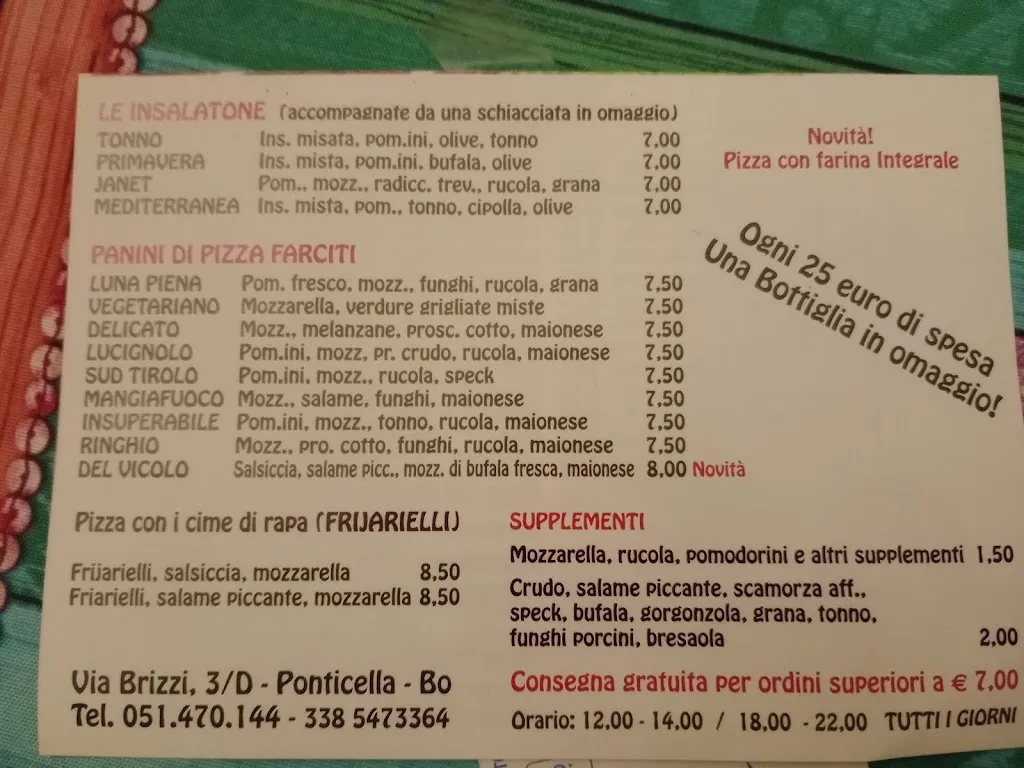 LE INSALATONE (accompagnate da una schiacciata in omaggio)
TONNO Ins. misata, pom.ini, olive, tonno 7,00
PRIMAVERA Ins. mista, pom.ini, bufala, olive 7,00
JANET Pom., mozz., radicc. trev., rucola, grana 7,00
MEDITERRANEA Ins. mista, pom., tonno, cipolla, olive 7,00
Novità!
Pizza con farina Integrale
Ogni 25 euro di spesa
Una Bottiglia in omaggio!
PANINI DI PIZZA FARCITI
LUNA PIENA Pom. fresco, mozz., funghi, rucola, grana 7,50
VEGETARIANO Mozzarella, verdure grigliate miste 7,50
DELICATO Mozz., melanzane, prosc. cotto, maionese 7,50
LUCIGNOLO Pom.ini, mozz, pr. crudo, rucola, maionese 7,50
SUD TIROLO Pom.ini, mozz., rucola, speck 7,50
MANGIAFUOCO Mozz., salame, funghi, maionese 7,50
INSUPERABILE Pom.ini, mozz., tonno, rucola, maionese 7,50
RINGHIO Mozz., pro. cotto, funghi, rucola, maionese 7,50
DEL VICOLO Salsiccia, salame picc., mozz. di bufala fresca, maionese 8,00 Novità
Pizza con i cime di rapa (FRIJARIELLI)
Frijarielli, salsiccia, mozzarella 8,50
Friarielli, salame piccante, mozzarella 8,50
SUPPLEMENTI
Mozzarella, rucola, pomodorini e altri supplementi 1,50
Crudo, salame piccante, scamorza aff.,
speck, bufala, gorgonzola, grana, tonno,
funghi porcini, bresaola 2,00
Via Brizzi, 3/D - Ponticella - Bo
Tel. 051.470.144 - 338 5473364
Consegna gratuita per ordini superiori a € 7,00
Orario: 12,00 - 14,00 / 18,00 - 22,00 TUTTI I GIORNI